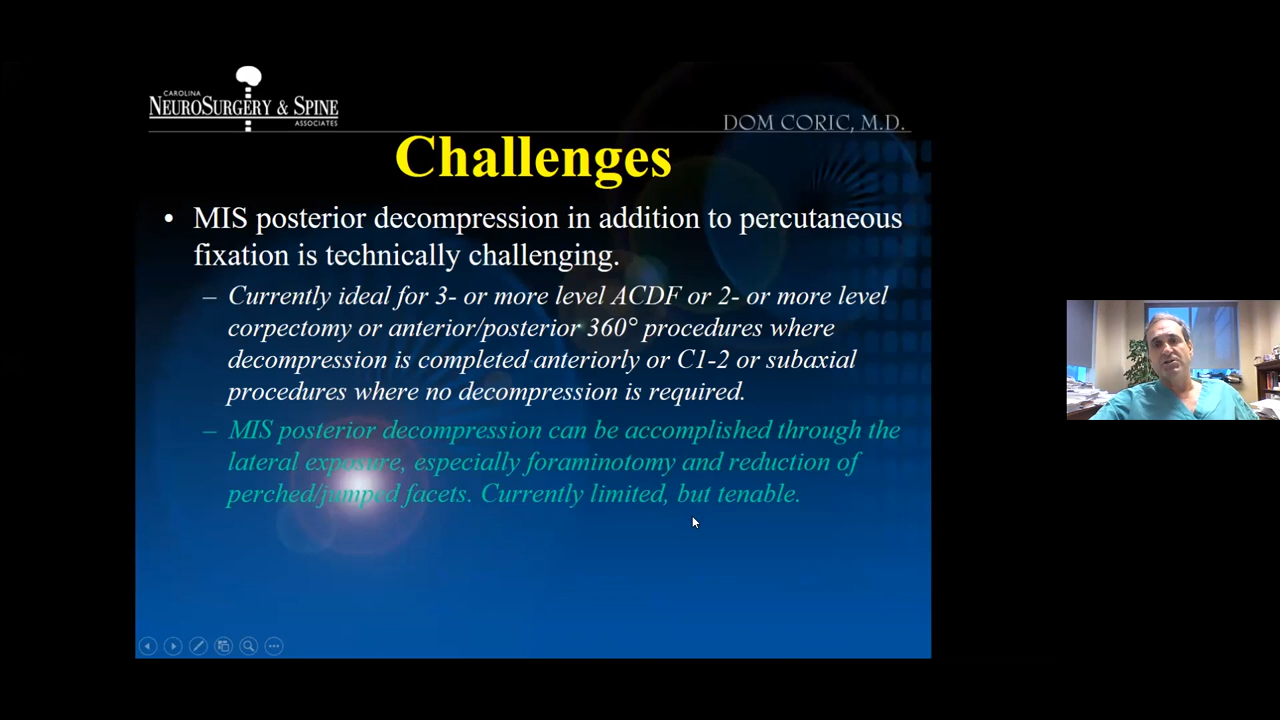 CAROLINA
NEUROSURGERY & SPINE
ASSOCIATES
DOM CORIC, M.D.
Challenges
• MIS posterior decompression in addition to percutaneous
fixation is technically challenging.
– Currently ideal for 3- or more level ACDF or 2- or more level
corpectomy or anterior/posterior 360° procedures where
decompression is completed anteriorly or C1-2 or subaxial
procedures where no decompression is required.
– MIS posterior decompression can be accomplished through the
lateral exposure, especially foraminotomy and reduction of
perched/jumped facets. Currently limited, but tenable.